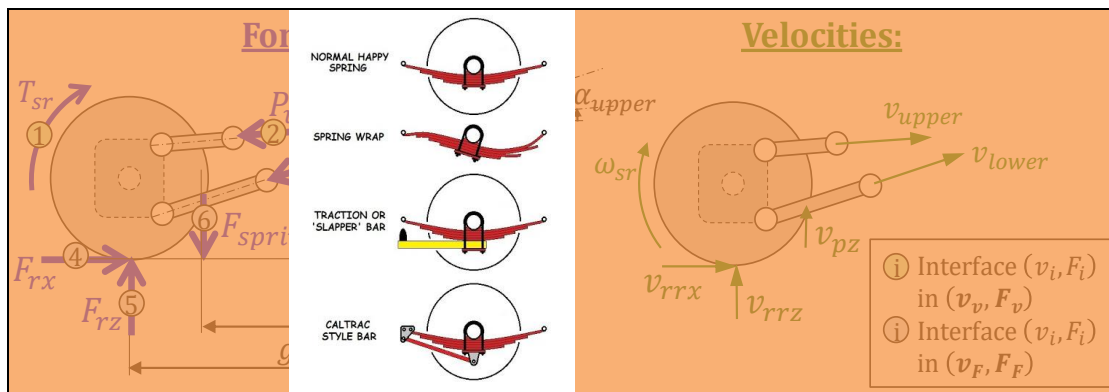 For
T_sr
1
2
6
4
F_rx
5
F_rz
NORMAL HAPPY
SPRING
SPRING WRAP
TRACTION OR
'SLAPPER' BAR
CALTRAC
STYLE BAR
Velocities:
α_upper
v_upper
ω_sr
v_lower
v_pz
v_rrx
v_rrz
i Interface (v_i, F_i)
in (v_v, F_v)
i Interface (v_i, F_i)
in (v_F, F_F)